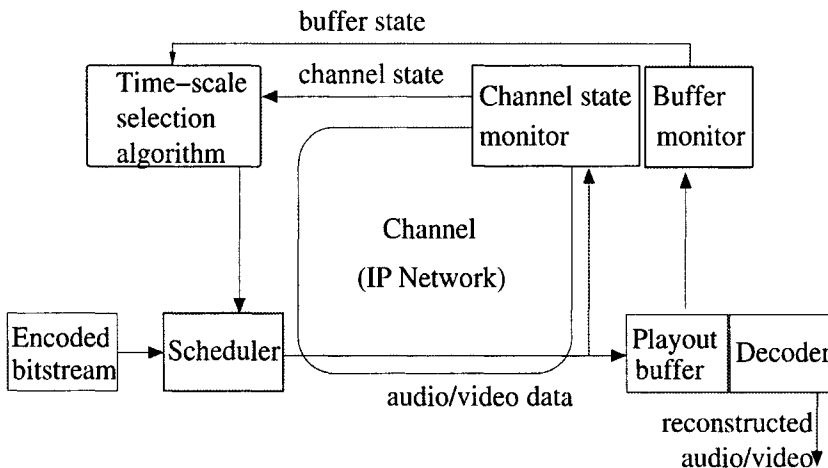 buffer state
channel state
Time-scale
selection
algorithm
Channel state
monitor
Buffer
monitor
Channel
(IP Network)
Encoded
bitstream
Scheduler
audio/video data
Playout
buffer
Decoder
reconstructed
audio/video